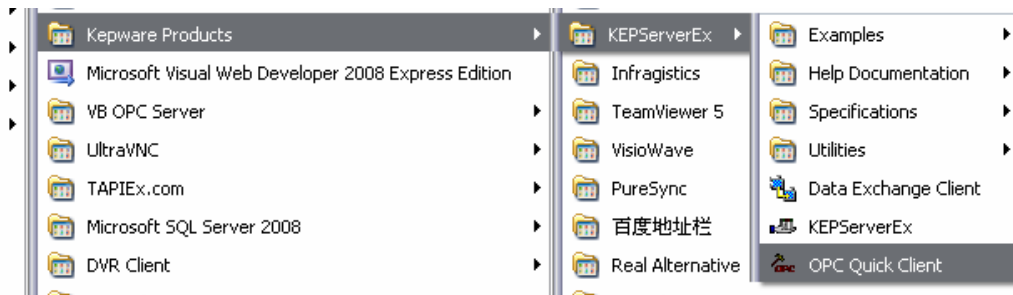 Kepware Products
Microsoft Visual Web Developer 2008 Express Edition
VB OPC Server
UltraVNC
TAPIEx.com
Microsoft SQL Server 2008
DVR Client
KEPServerEx
Infragistics
TeamViewer 5
VisioWave
PureSync
百度地址栏
Real Alternative
Examples
Help Documentation
Specifications
Utilities
Data Exchange Client
KEPServerEx
OPC Quick Client